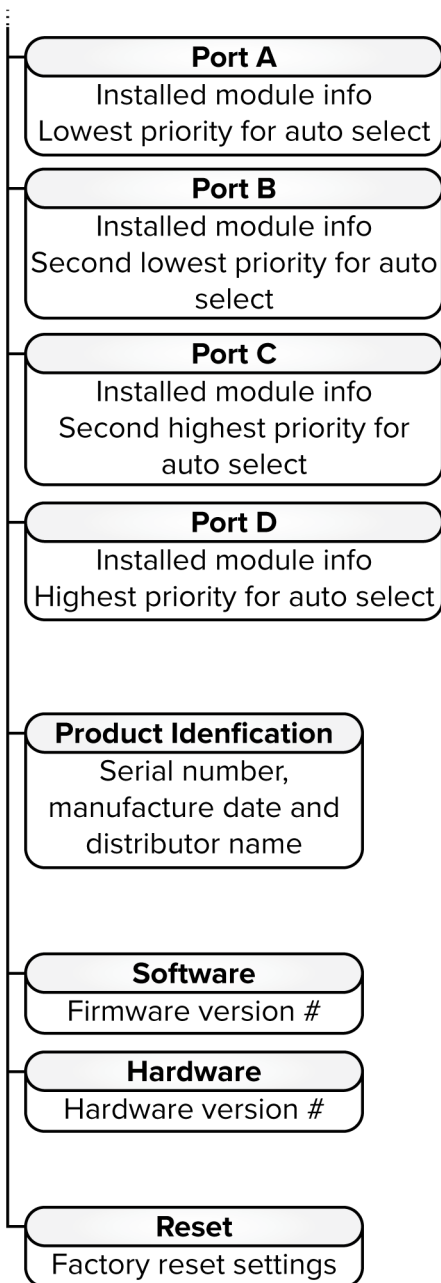 Port A
Installed module info
Lowest priority for auto select
Port B
Installed module info
Second lowest priority for auto
select
Port C
Installed module info
Second highest priority for
auto select
Port D
Installed module info
Highest priority for auto select
Product Idenfication
Serial number,
manufacture date and
distributor name
Software
Firmware version #
Hardware
Hardware version #
Reset
Factory reset settings